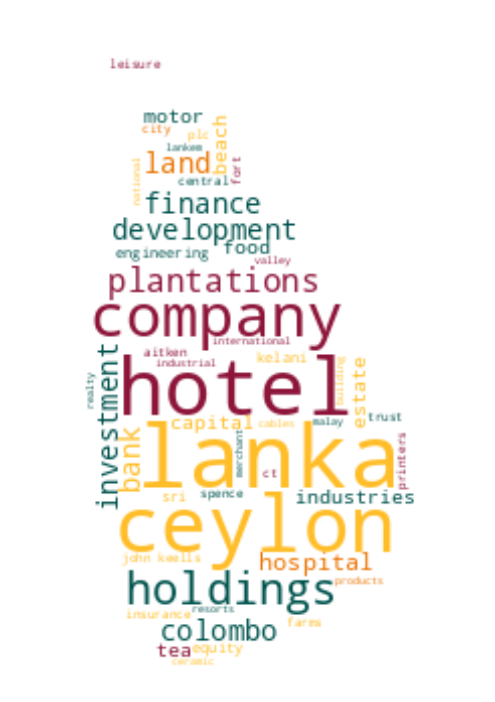 leisure
motor
city plc
beach
lankem
land
fort
national
central
finance
development
engineering food
valley
plantations
company
international
aitken
industrial
kelani
investment
realty
hotel
building
estate
capital cables malay trust
bank
lanka
merchant
ct
printers
sri spence industries
ceylon
john keells hospital
products
holdings
resorts
insurance farms
colombo
tea equity
ceramic